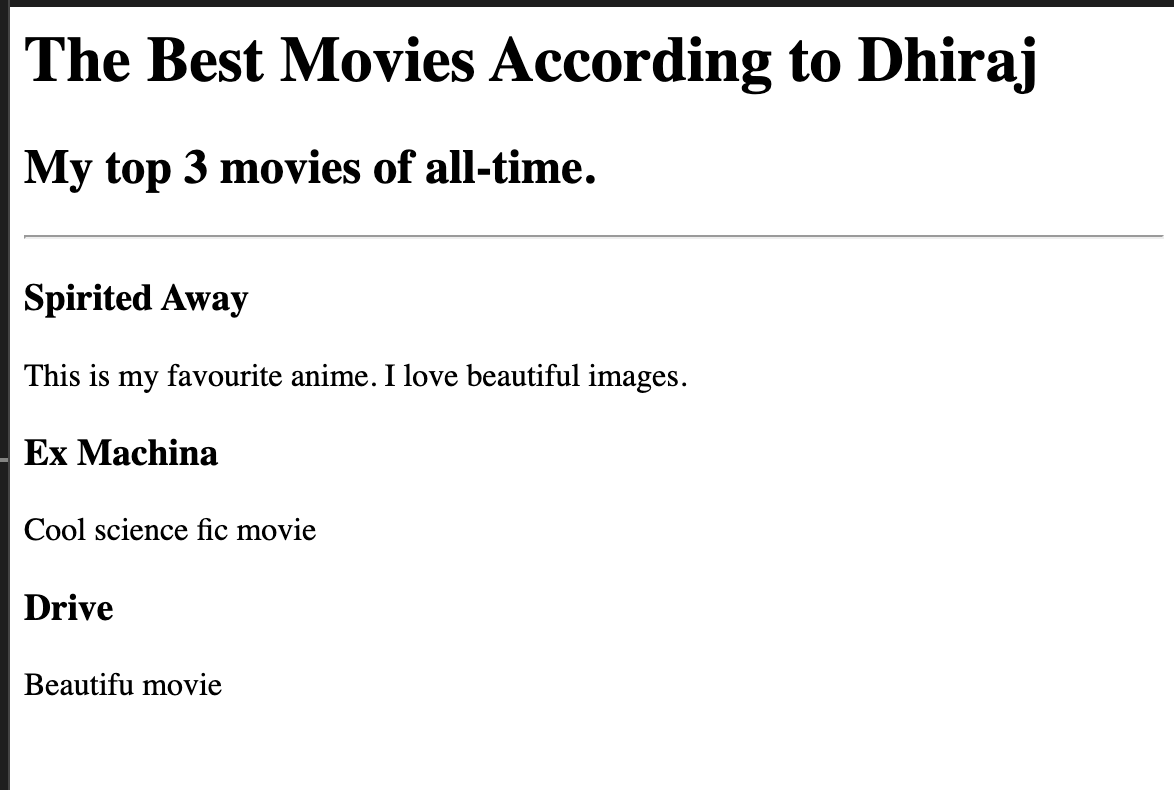 The Best Movies According to Dhiraj
My top 3 movies of all-time.
Spirited Away
This is my favourite anime. I love beautiful images.
Ex Machina
Cool science fic movie
Drive
Beautifu movie